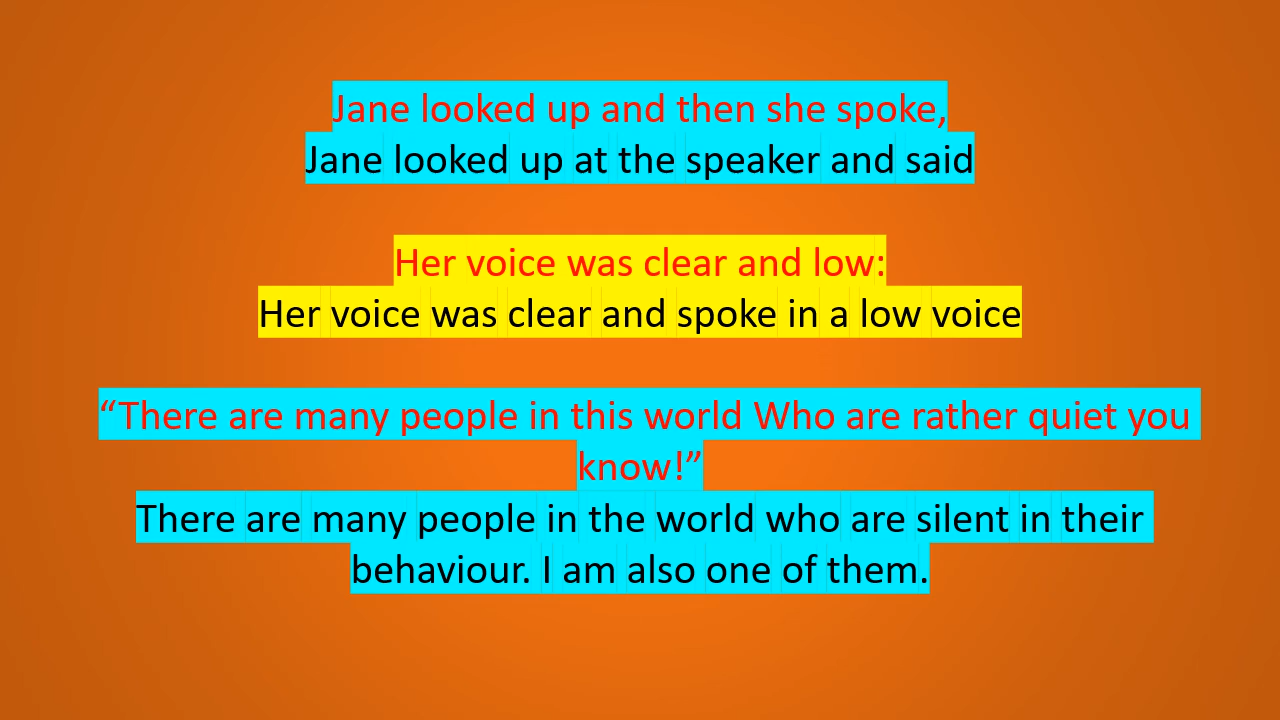 Jane looked up and then she spoke,
Jane looked up at the speaker and said
Her voice was clear and low:
Her voice was clear and spoke in a low voice
“There are many people in this world Who are rather quiet you
know!”
There are many people in the world who are silent in their
behaviour. I am also one of them.